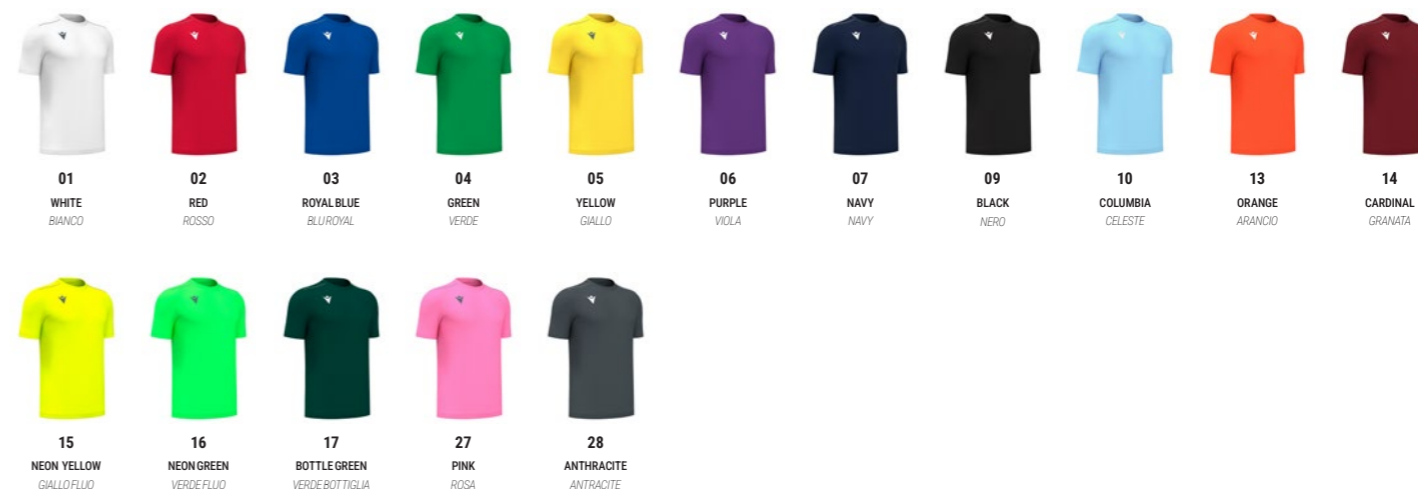 01 02 03 04 05 06 07 09 10 13 14
WHITE RED ROYAL BLUE GREEN YELLOW PURPLE NAVY BLACK COLUMBIA ORANGE CARDINAL
BIANCO ROSSO BLU ROYAL VERDE GIALLO VIOLA NAVY NERO CELESTE ARANCIO GRANATA
15 16 17 27 28
NEON YELLOW NEON GREEN BOTTLE GREEN PINK ANTHRACITE
GIALLO FLUO VERDE FLUO VERDE BOTTIGLIA ROSA ANTRACITE